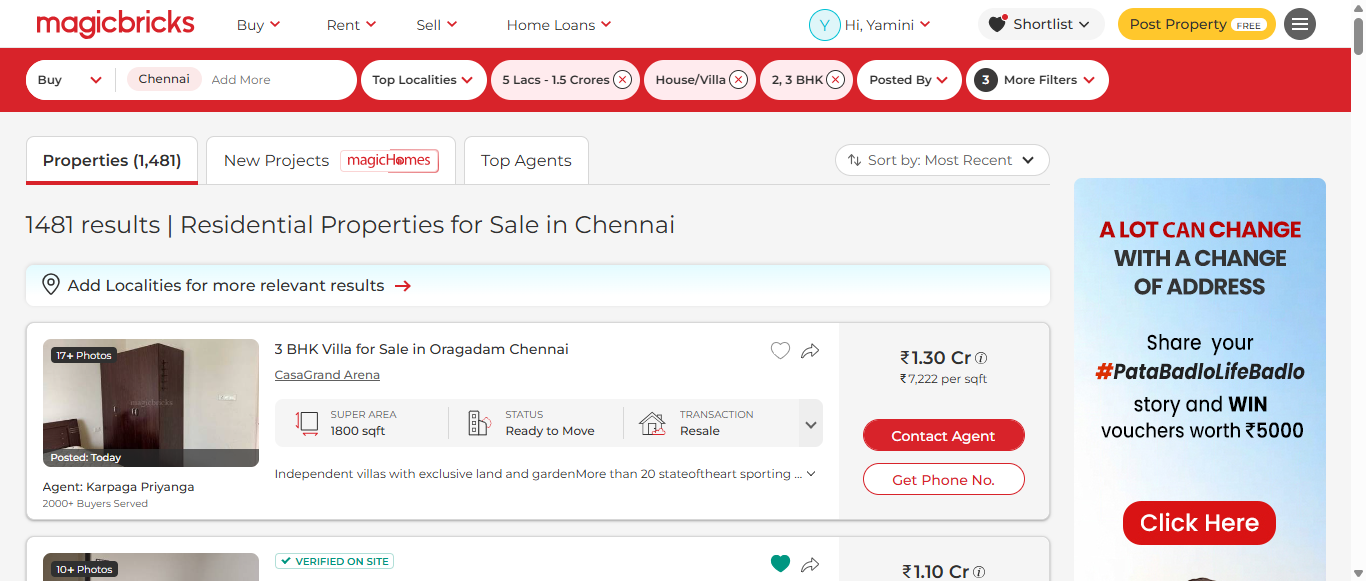 magicbricks
Buy
Rent
Sell
Home Loans
Y
Hi, Yamini
Shortlist
Post Property FREE
Buy
Chennai
Add More
Top Localities
5 Lacs - 1.5 Crores
House/Villa
2, 3 BHK
Posted By
3 More Filters
Properties (1,481)
New Projects magicHomes
Top Agents
Sort by: Most Recent
1481 results | Residential Properties for Sale in Chennai
Add Localities for more relevant results
17+ Photos
magicbricks
Posted: Today
Agent: Karpaga Priyanga
2000+ Buyers Served
3 BHK Villa for Sale in Oragadam Chennai
CasaGrand Arena
SUPER AREA
1800 sqft
STATUS
Ready to Move
TRANSACTION
Resale
Independent villas with exclusive land and gardenMore than 20 stateoftheart sporting ...
₹1.30 Cr
₹7,222 per sqft
Contact Agent
Get Phone No.
10+ Photos
VERIFIED ON SITE
₹1.10 Cr
A LOT CAN CHANGE
WITH A CHANGE
OF ADDRESS
Share your
#PataBadloLifeBadlo
story and WIN
vouchers worth ₹5000
Click Here